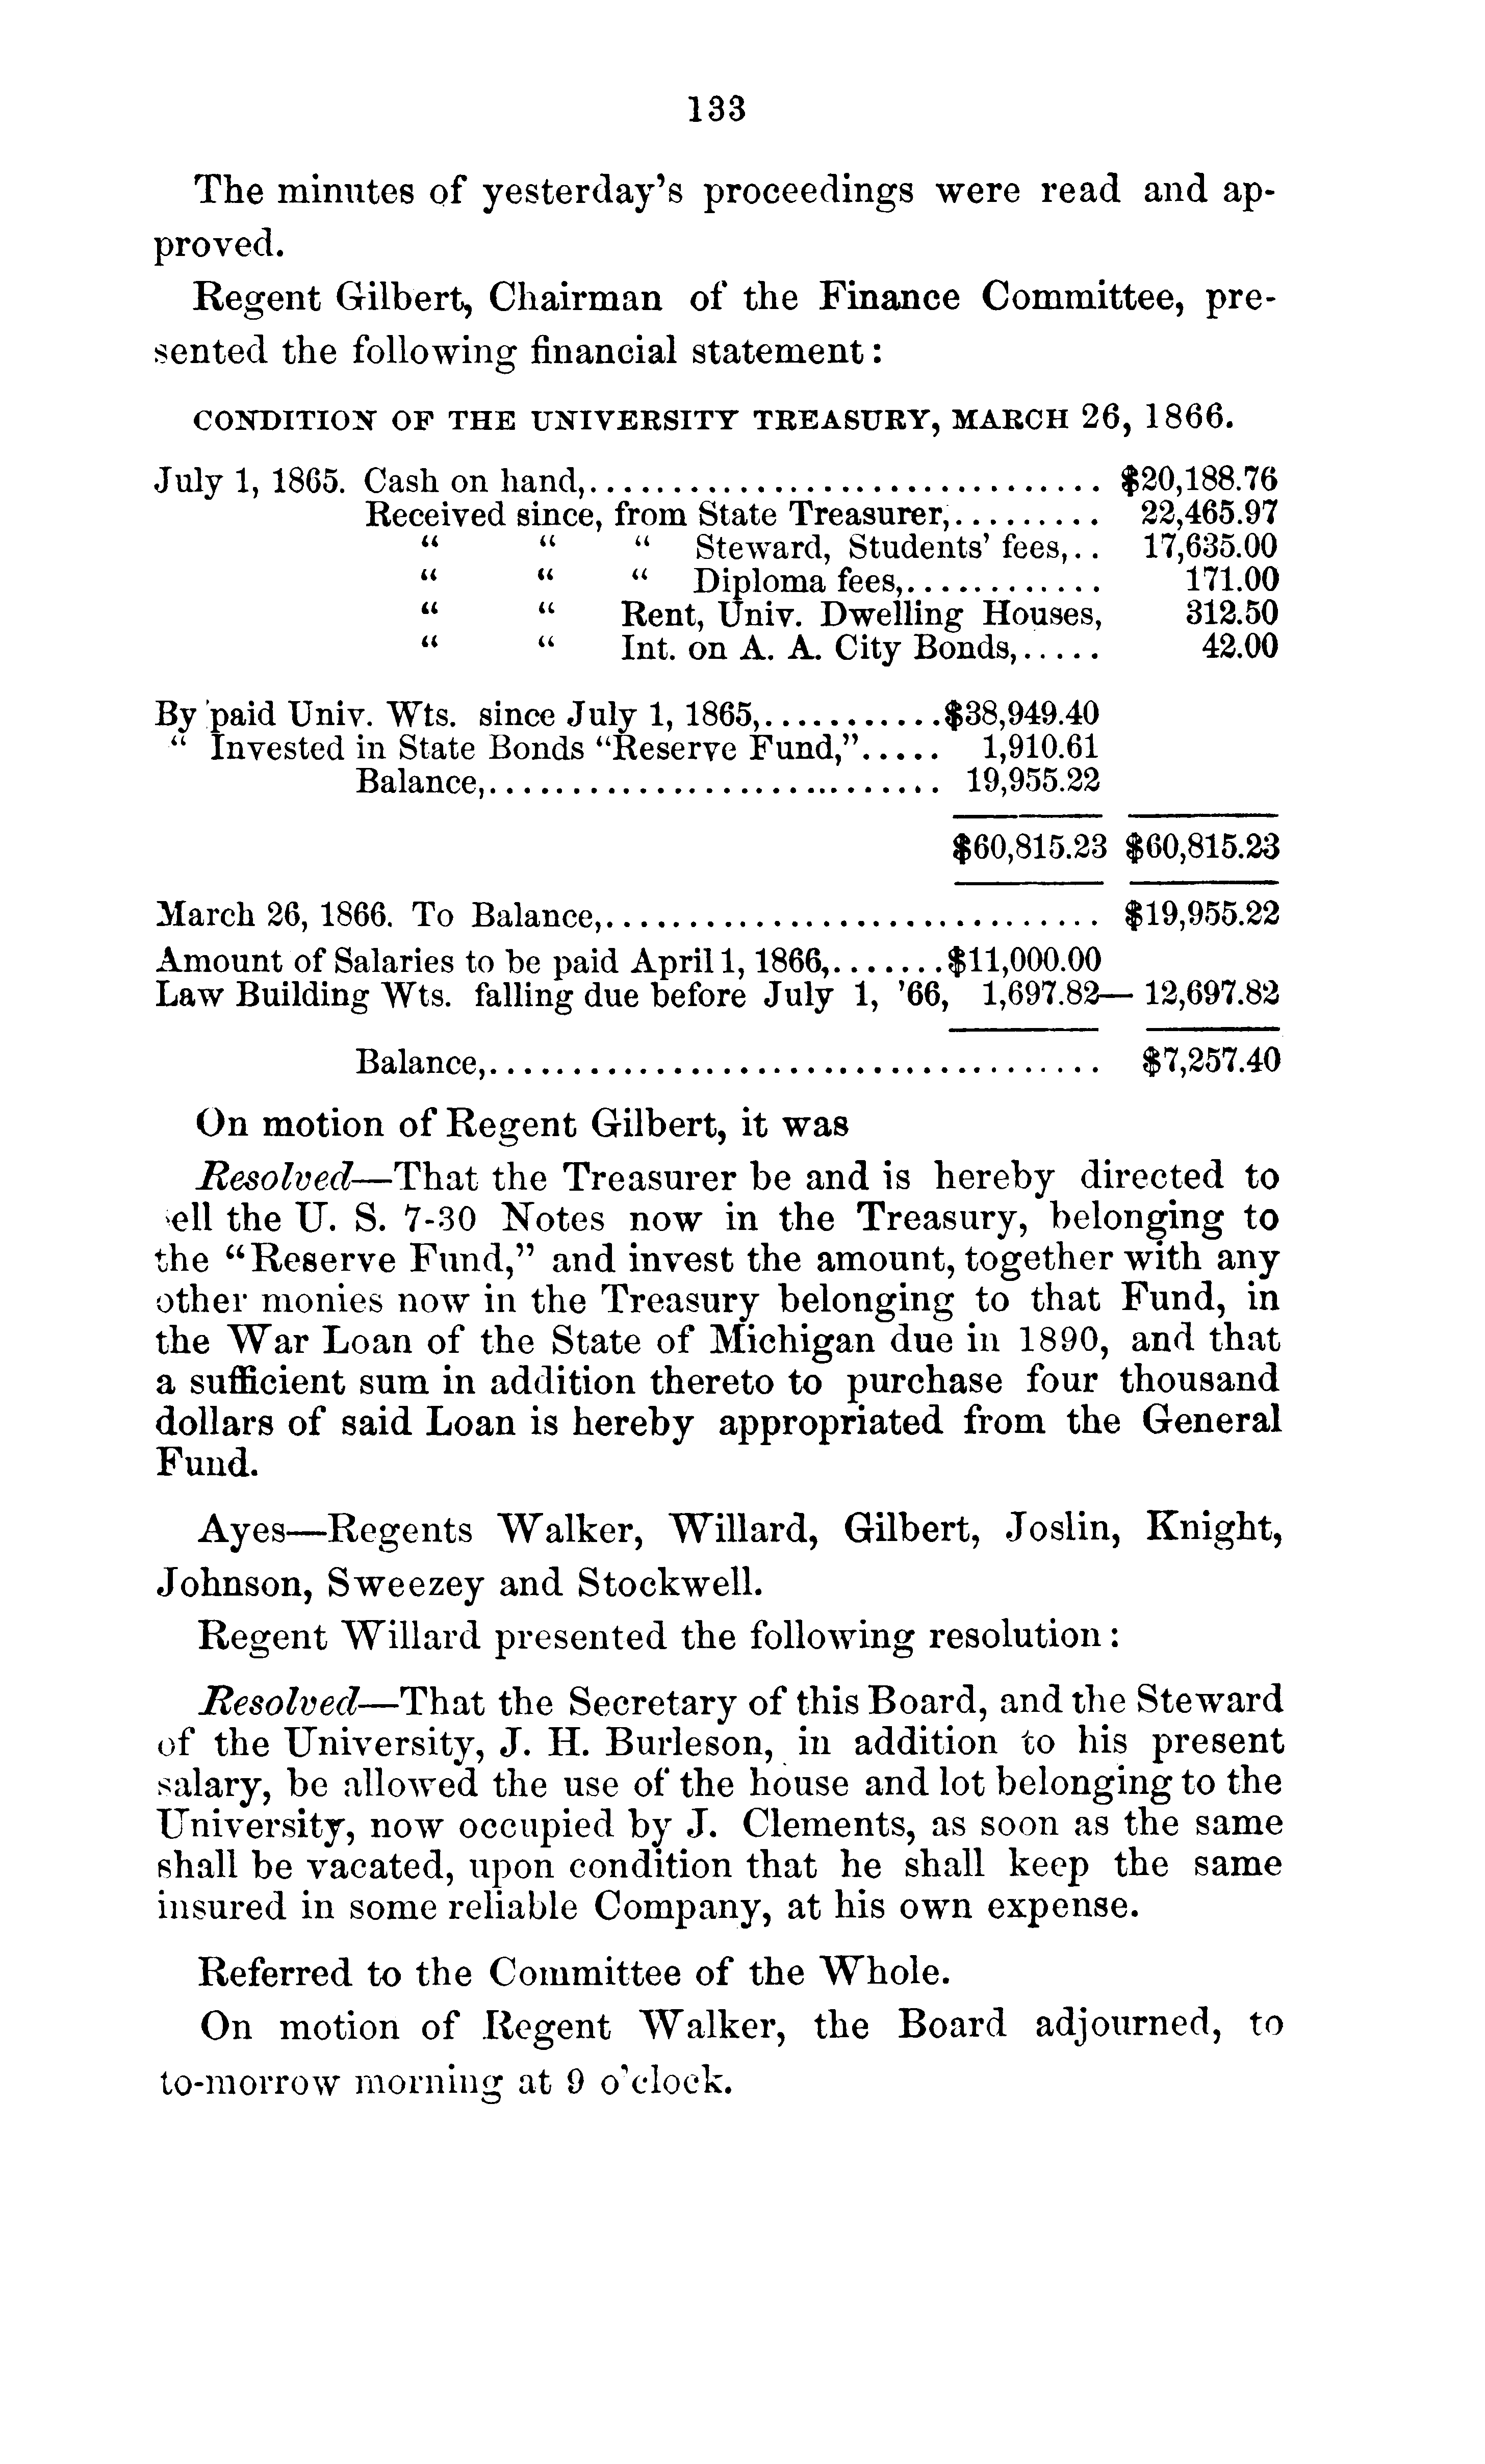 133
The minutes of yesterday's proceedings were read and ap-
proved.
Regent Gilbert, Chairman of the Finance Committee, pre-
sented the following financial statement:
CONDITION OF THE UNIVERSITY TREASURY, MARCH 26, 1866.
July 1, 1865. Cash on hand,............................... $20,188.76
Received since, from State Treasurer,......... 22,465.97
“ “ “ Steward, Students' fees,.. 17,635.00
“ “ “ Diploma fees,............ 171.00
“ “ Rent, Univ. Dwelling Houses, 312.50
“ “ Int. on A. A. City Bonds,..... 42.00
By paid Univ. Wts. since July 1, 1865,...........$38,949.40
“ Invested in State Bonds “Reserve Fund,”..... 1,910.61
Balance,........................... 19,955.22
$60,815.23 $60,815.23
March 26, 1866. To Balance,.............................. $19,955.22
Amount of Salaries to be paid April 1, 1866,.......$11,000.00
Law Building Wts. falling due before July 1, '66, 1,697.82— 12,697.82
Balance,..................................... $7,257.40
On motion of Regent Gilbert, it was
Resolved—That the Treasurer be and is hereby directed to
sell the U. S. 7-30 Notes now in the Treasury, belonging to
the “Reserve Fund,” and invest the amount, together with any
other monies now in the Treasury belonging to that Fund, in
the War Loan of the State of Michigan due in 1890, and that
a sufficient sum in addition thereto to purchase four thousand
dollars of said Loan is hereby appropriated from the General
Fund.
Ayes—Regents Walker, Willard, Gilbert, Joslin, Knight,
Johnson, Sweezey and Stockwell.
Regent Willard presented the following resolution:
Resolved—That the Secretary of this Board, and the Steward
of the University, J. H. Burleson, in addition to his present
salary, be allowed the use of the house and lot belonging to the
University, now occupied by J. Clements, as soon as the same
shall be vacated, upon condition that he shall keep the same
insured in some reliable Company, at his own expense.
Referred to the Committee of the Whole.
On motion of Regent Walker, the Board adjourned, to
to-morrow morning at 9 o'clock.